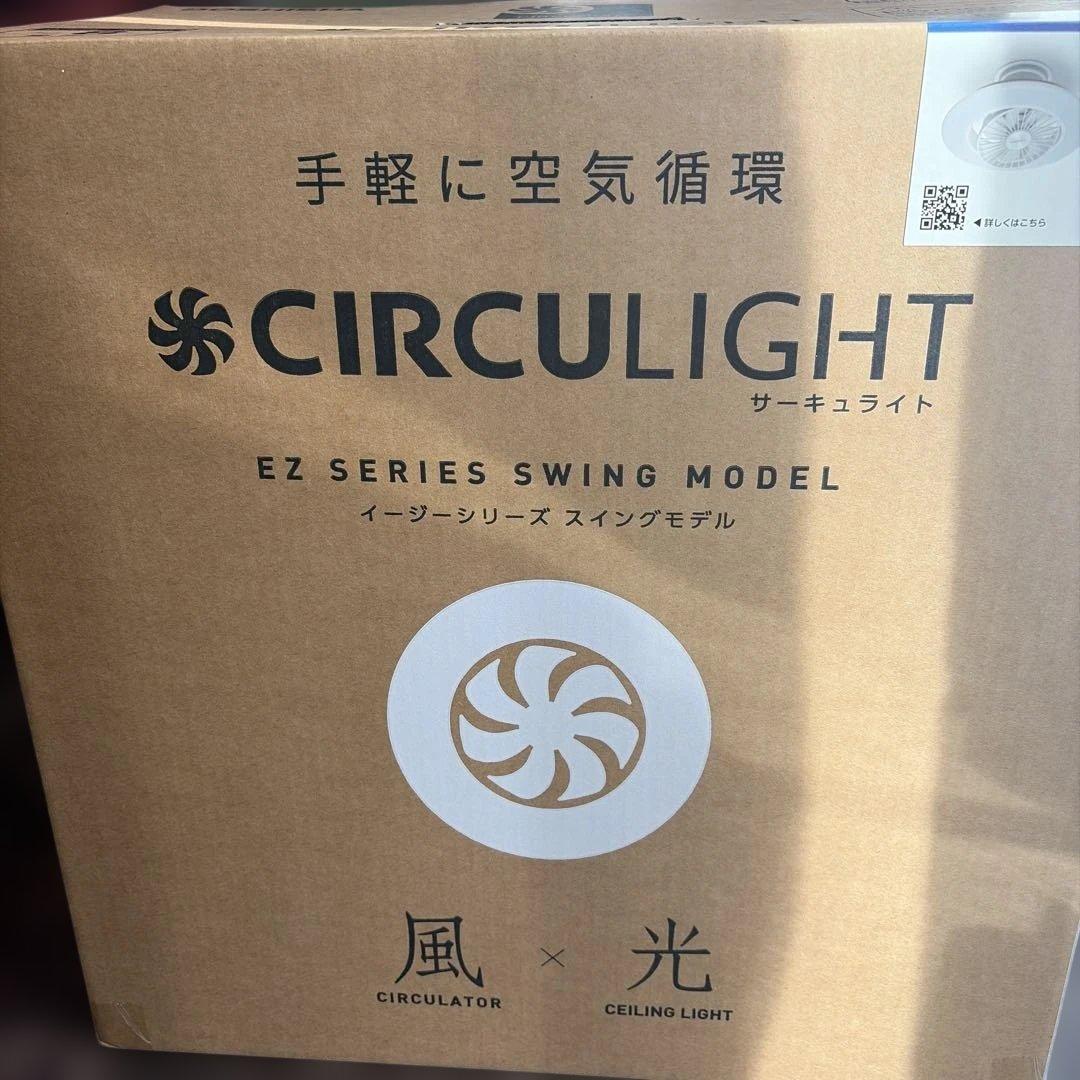 手軽に空気循環
詳しくはこちら
CIRCULIGHT
サーキュライト
EZ SERIES SWING MODEL
イージーシリーズ スイングモデル
風 × 光
CIRCULATOR
CEILING LIGHT